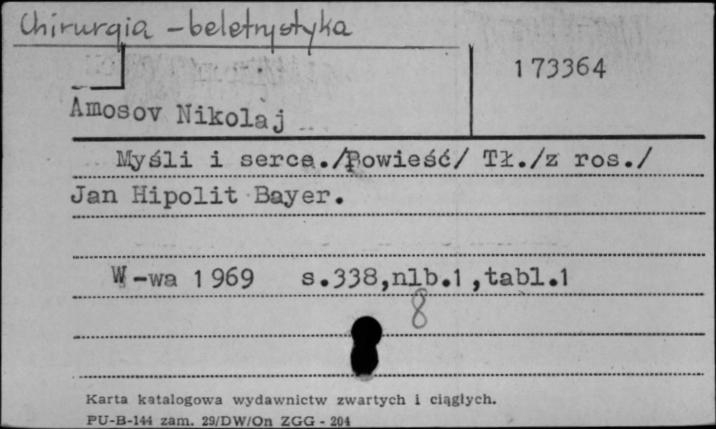 Chirurgia - beletrystyka
173364
Amosov Nikolaj
Myśli i serce./Powieść/ Tł./z ros./
Jan Hipolit Bayer.
W-wa 1969 s.338,nlb.1,tabl.1
8
Karta katalogowa wydawnictw zwartych i ciągłych.
PU-B-144 zam. 29/DW/On ZGG - 204